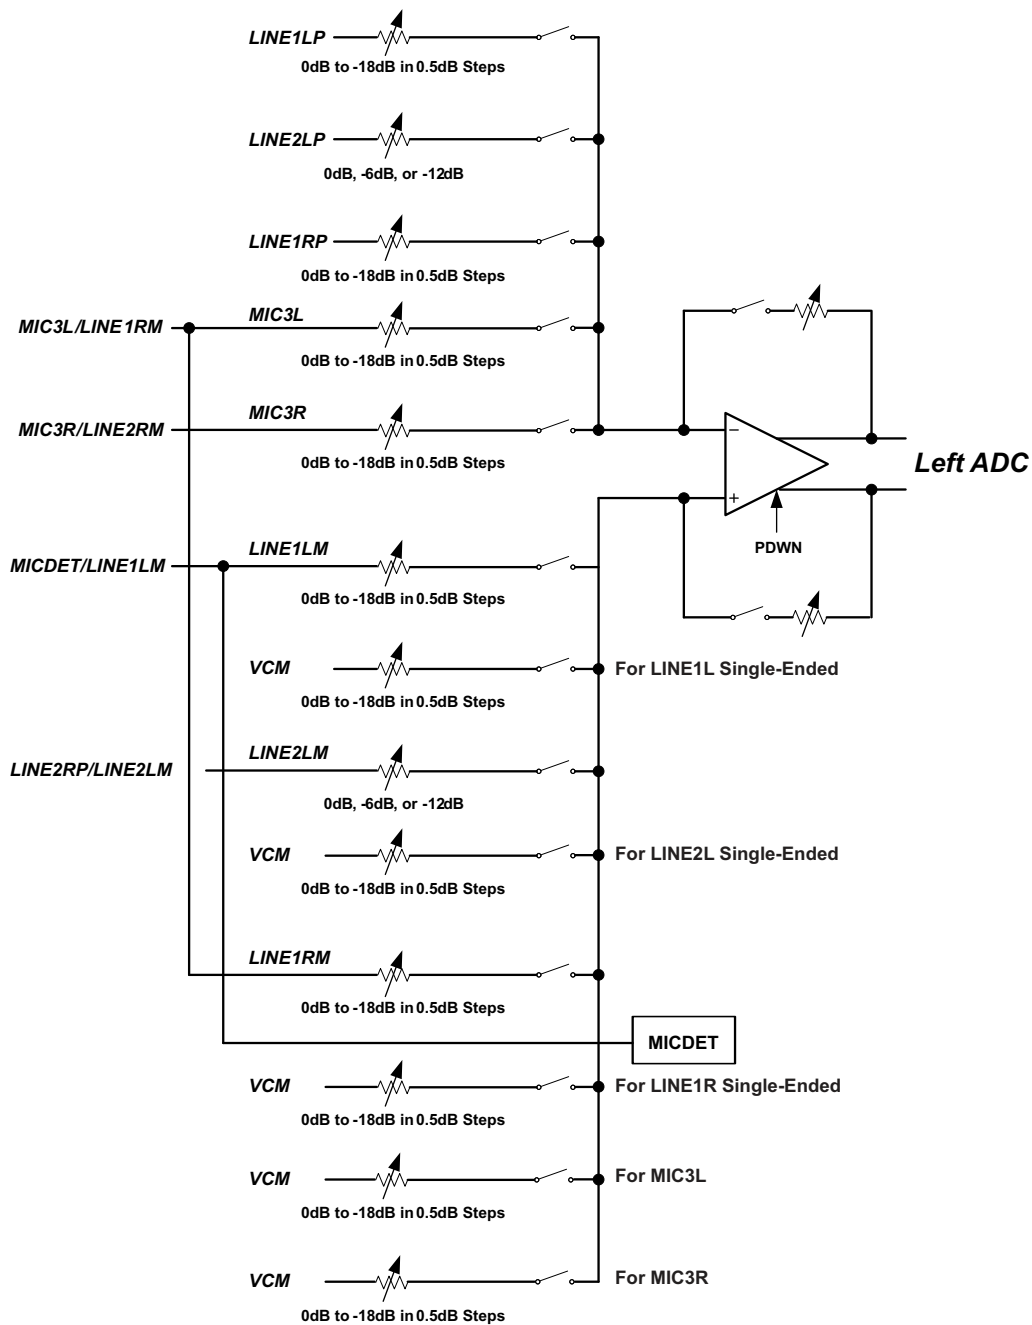 LINE1LP
0dB to -18dB in 0.5dB Steps
LINE2LP
0dB, -6dB, or -12dB
LINE1RP
0dB to -18dB in 0.5dB Steps
MIC3L/LINE1RM
MIC3L
0dB to -18dB in 0.5dB Steps
MIC3R/LINE2RM
MIC3R
0dB to -18dB in 0.5dB Steps
−
+
Left ADC
PDWN
MICDET/LINE1LM
LINE1LM
0dB to -18dB in 0.5dB Steps
VCM
For LINE1L Single-Ended
0dB to -18dB in 0.5dB Steps
LINE2RP/LINE2LM
LINE2LM
0dB, -6dB, or -12dB
VCM
For LINE2L Single-Ended
0dB to -18dB in 0.5dB Steps
LINE1RM
0dB to -18dB in 0.5dB Steps
MICDET
VCM
For LINE1R Single-Ended
0dB to -18dB in 0.5dB Steps
VCM
For MIC3L
0dB to -18dB in 0.5dB Steps
VCM
For MIC3R
0dB to -18dB in 0.5dB Steps